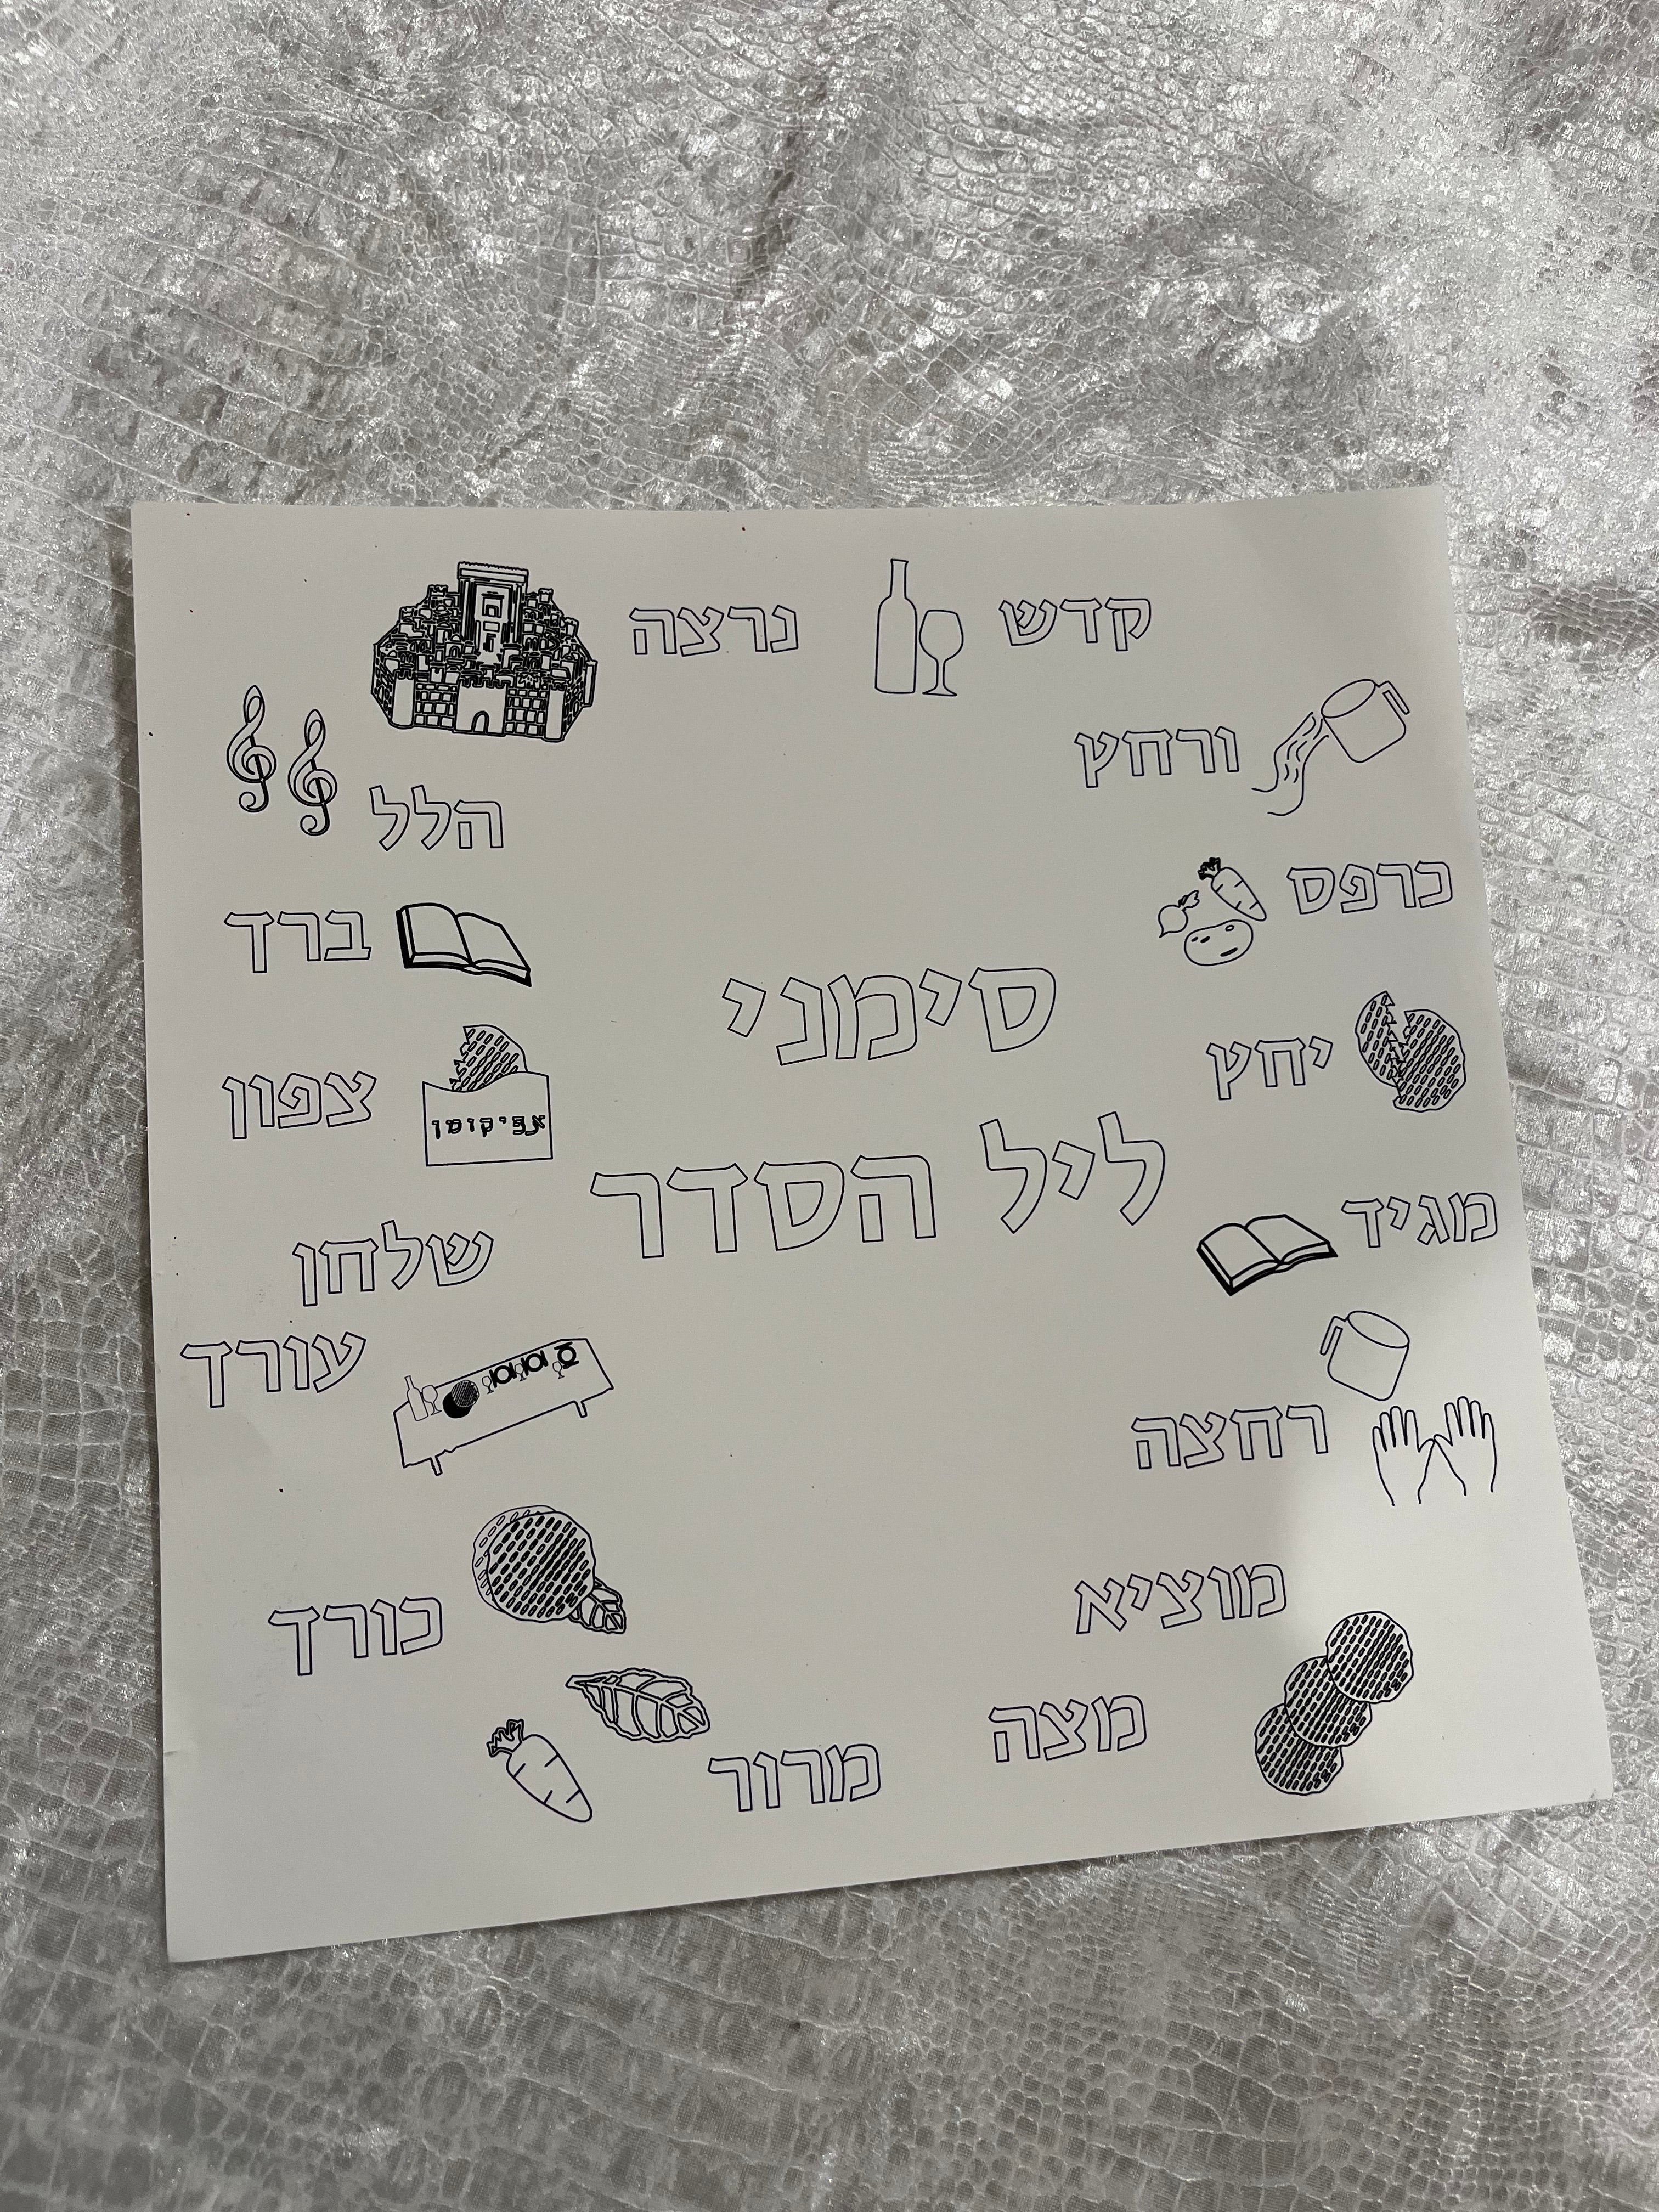 סימני
ליל הסדר
קדש
ורחץ
כרפס
יחץ
מגיד
רחצה
מוציא
מצה
מרור
כורך
שלחן
עורך
צפון
אפיקומן
ברך
הלל
נרצה